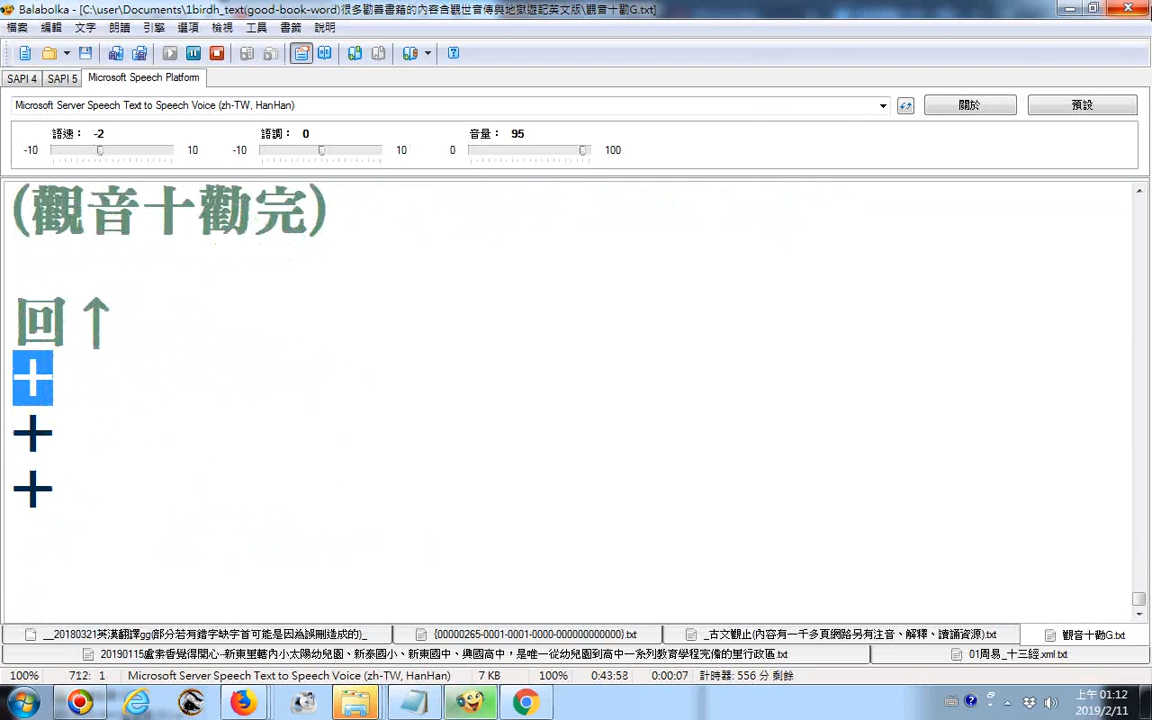 Balabolka - [C:\user\Documents\1birdh_text(good-book-word)很多勸善書籍的內容含觀世音傳與地獄遊記英文版\觀音十勸G.txt]
檔案 編輯 文字 朗讀 引擎 選項 檢視 工具 書籤 說明
SAPI 4 SAPI 5 Microsoft Speech Platform
Microsoft Server Speech Text to Speech Voice (zh-TW, HanHan) 關於 預設
語速： -2 語調： 0 音量： 95
-10 10 -10 10 0 100
(觀音十勸完)
回↑
+
+
+
__20180321英漢翻譯gg(部分若有錯字缺字首可能是因為誤刪造成的)_ {00000265-0001-0001-0000-000000000000}.txt _古文觀止(內容有一千多頁網路另有注音、解釋、讀誦資源).txt 觀音十勸G.txt
20190115盧索香覺得開心--新東里轄內小太陽幼兒園、新泰國小、新東國中、興國高中，是唯一從幼兒園到高中一系列教育學程完備的里行政區.txt 01周易_十三經.xml.txt
100% 712: 1 Microsoft Server Speech Text to Speech Voice (zh-TW, HanHan) 7 KB 100% 0:43:58 0:00:07 計時器: 556 分 剩餘
上午 01:12
2019/2/11